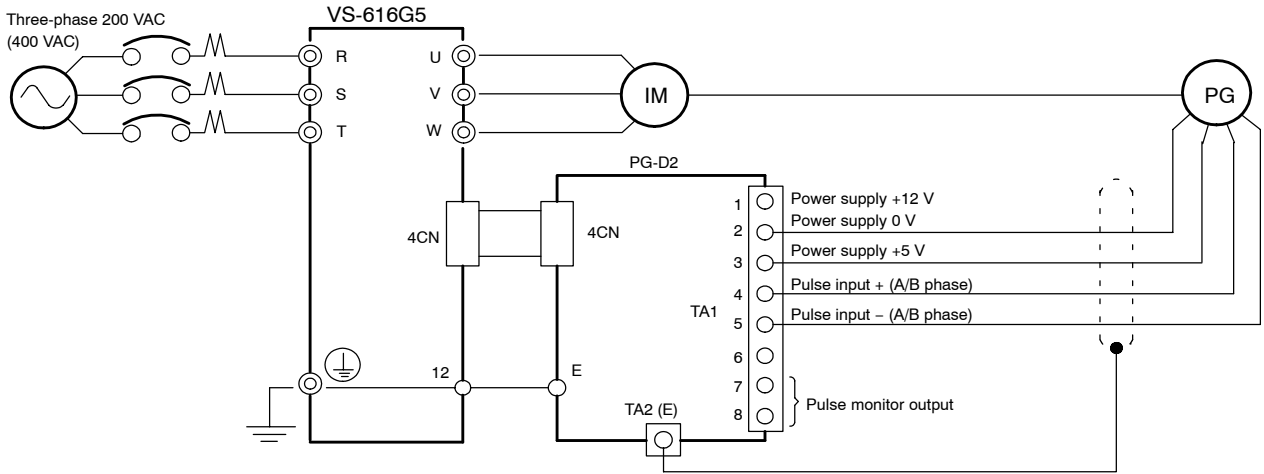 Three-phase 200 VAC
(400 VAC)
VS-616G5
R
S
T
U
V
W
IM
PG
PG-D2
4CN
4CN
TA1
1
2
3
4
5
6
7
8
Power supply +12 V
Power supply 0 V
Power supply +5 V
Pulse input + (A/B phase)
Pulse input − (A/B phase)
Pulse monitor output
12
E
TA2 (E)